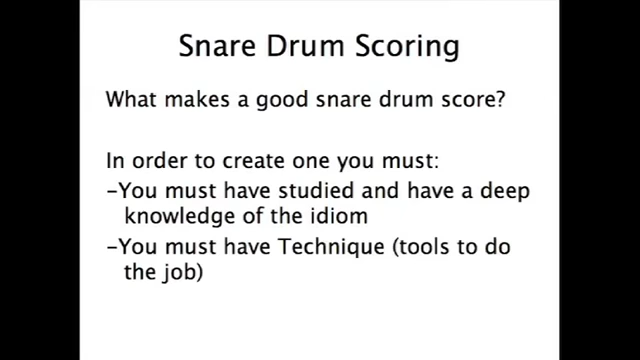 Snare Drum Scoring
What makes a good snare drum score?
In order to create one you must:
-You must have studied and have a deep
knowledge of the idiom
-You must have Technique (tools to do
the job)